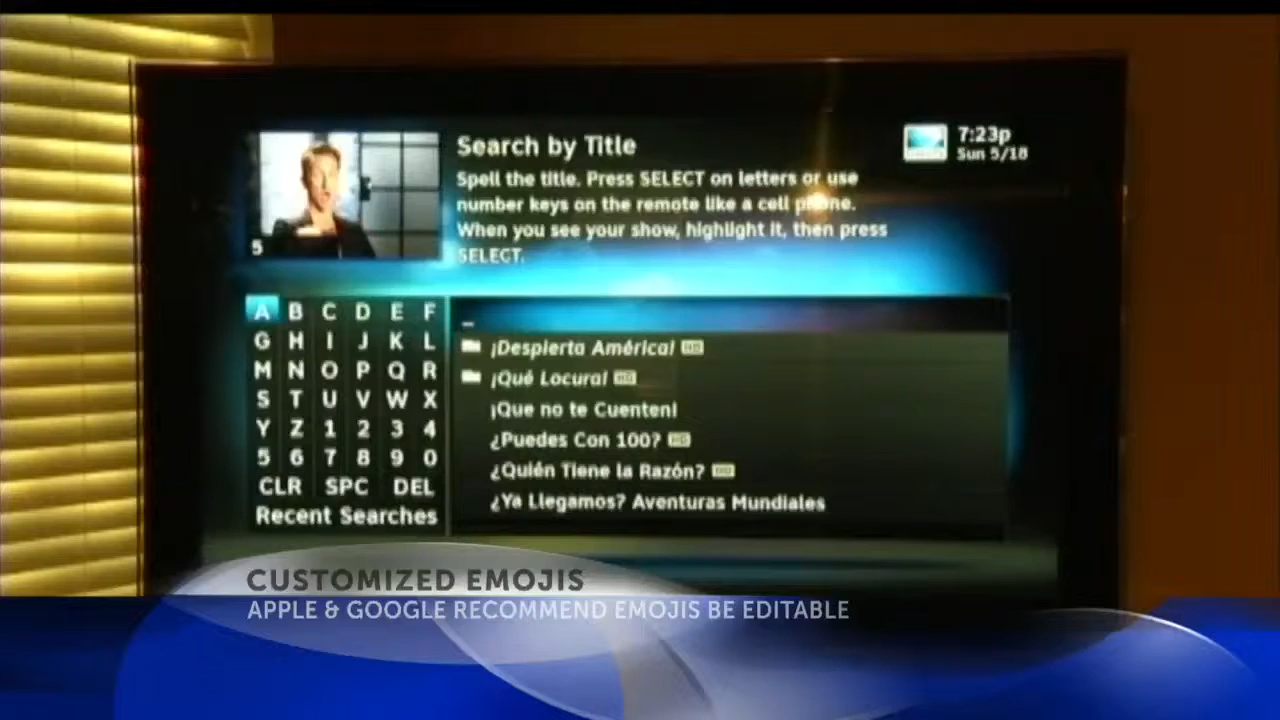 Search by Title
7:23p
Sun 5/18
Spell the title. Press SELECT on letters or use
number keys on the remote like a cell phone.
When you see your show, highlight it, then press
SELECT.
5
A B C D E F
G H I J K L
M N O P Q R
S T U V W X
Y Z 1 2 3 4
5 6 7 8 9 0
CLR SPC DEL
Recent Searches
¡Despierta América! HD
¡Qué Locura! HD
¡Que no te Cuenten!
¿Puedes Con 100? HD
¿Quién Tiene la Razón? HD
¿Ya Llegamos? Aventuras Mundiales
CUSTOMIZED EMOJIS
APPLE & GOOGLE RECOMMEND EMOJIS BE EDITABLE